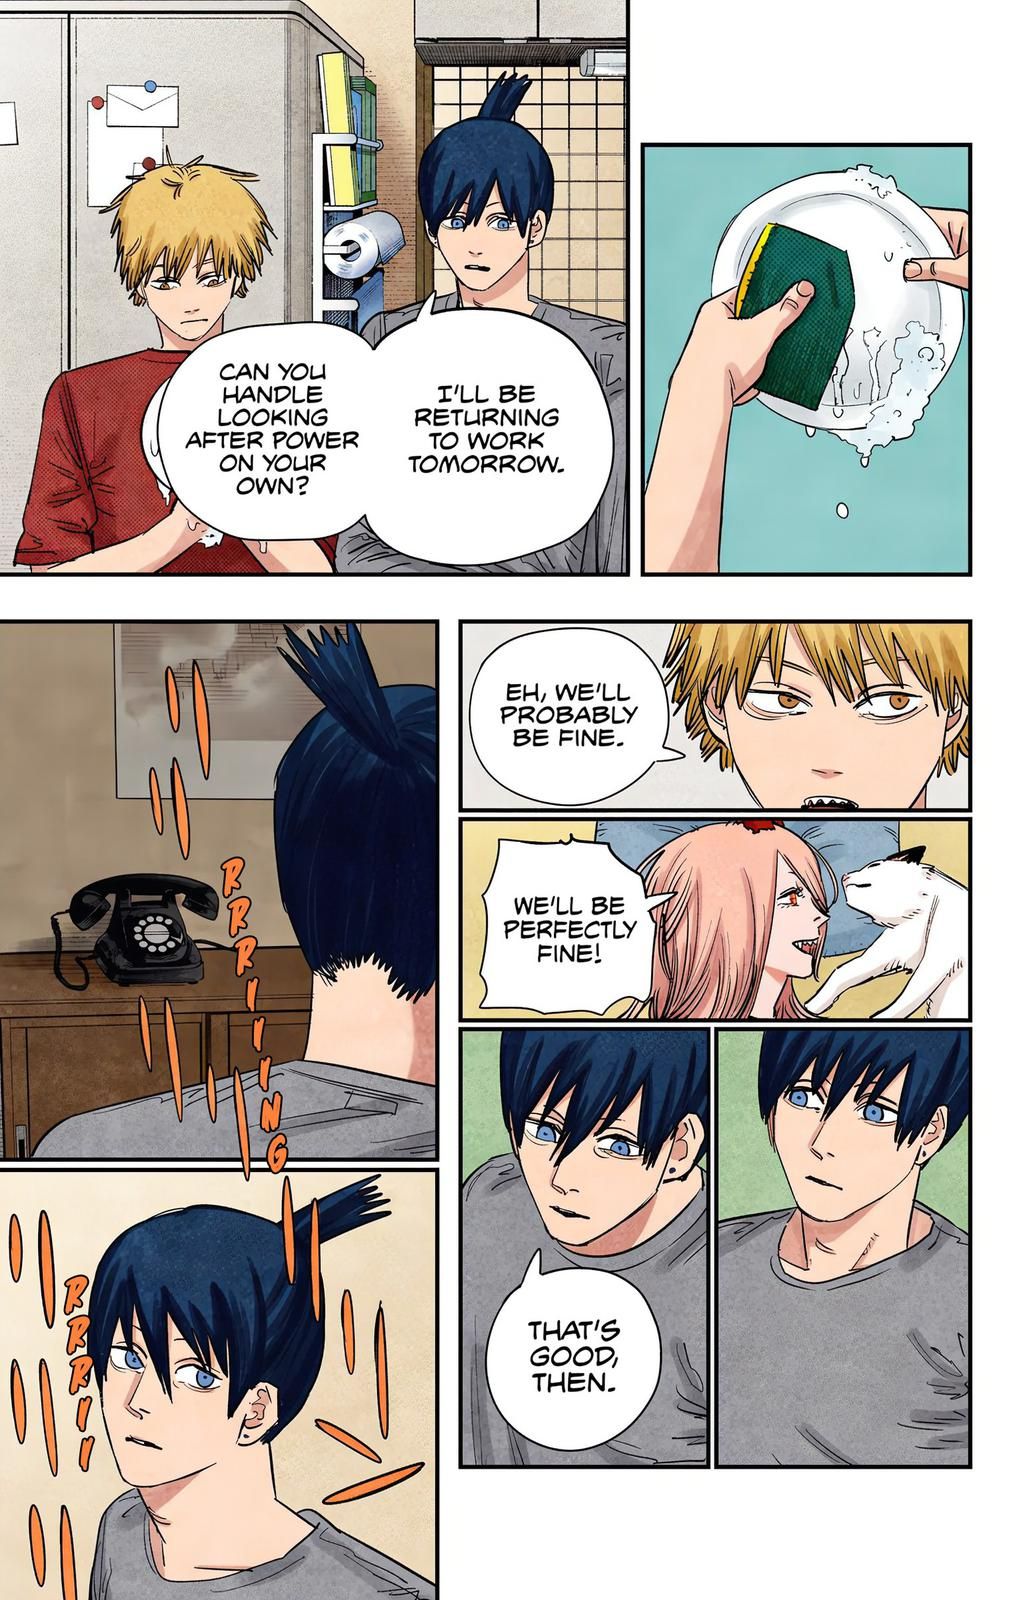 I'LL BE
RETURNING
TO WORK
TOMORROW.
CAN YOU
HANDLE
LOOKING
AFTER POWER
ON YOUR
OWN?
EH, WE'LL
PROBABLY
BE FINE.
WE'LL BE
PERFECTLY
FINE!
THAT'S
GOOD,
THEN.
RRRIIING
RRRII